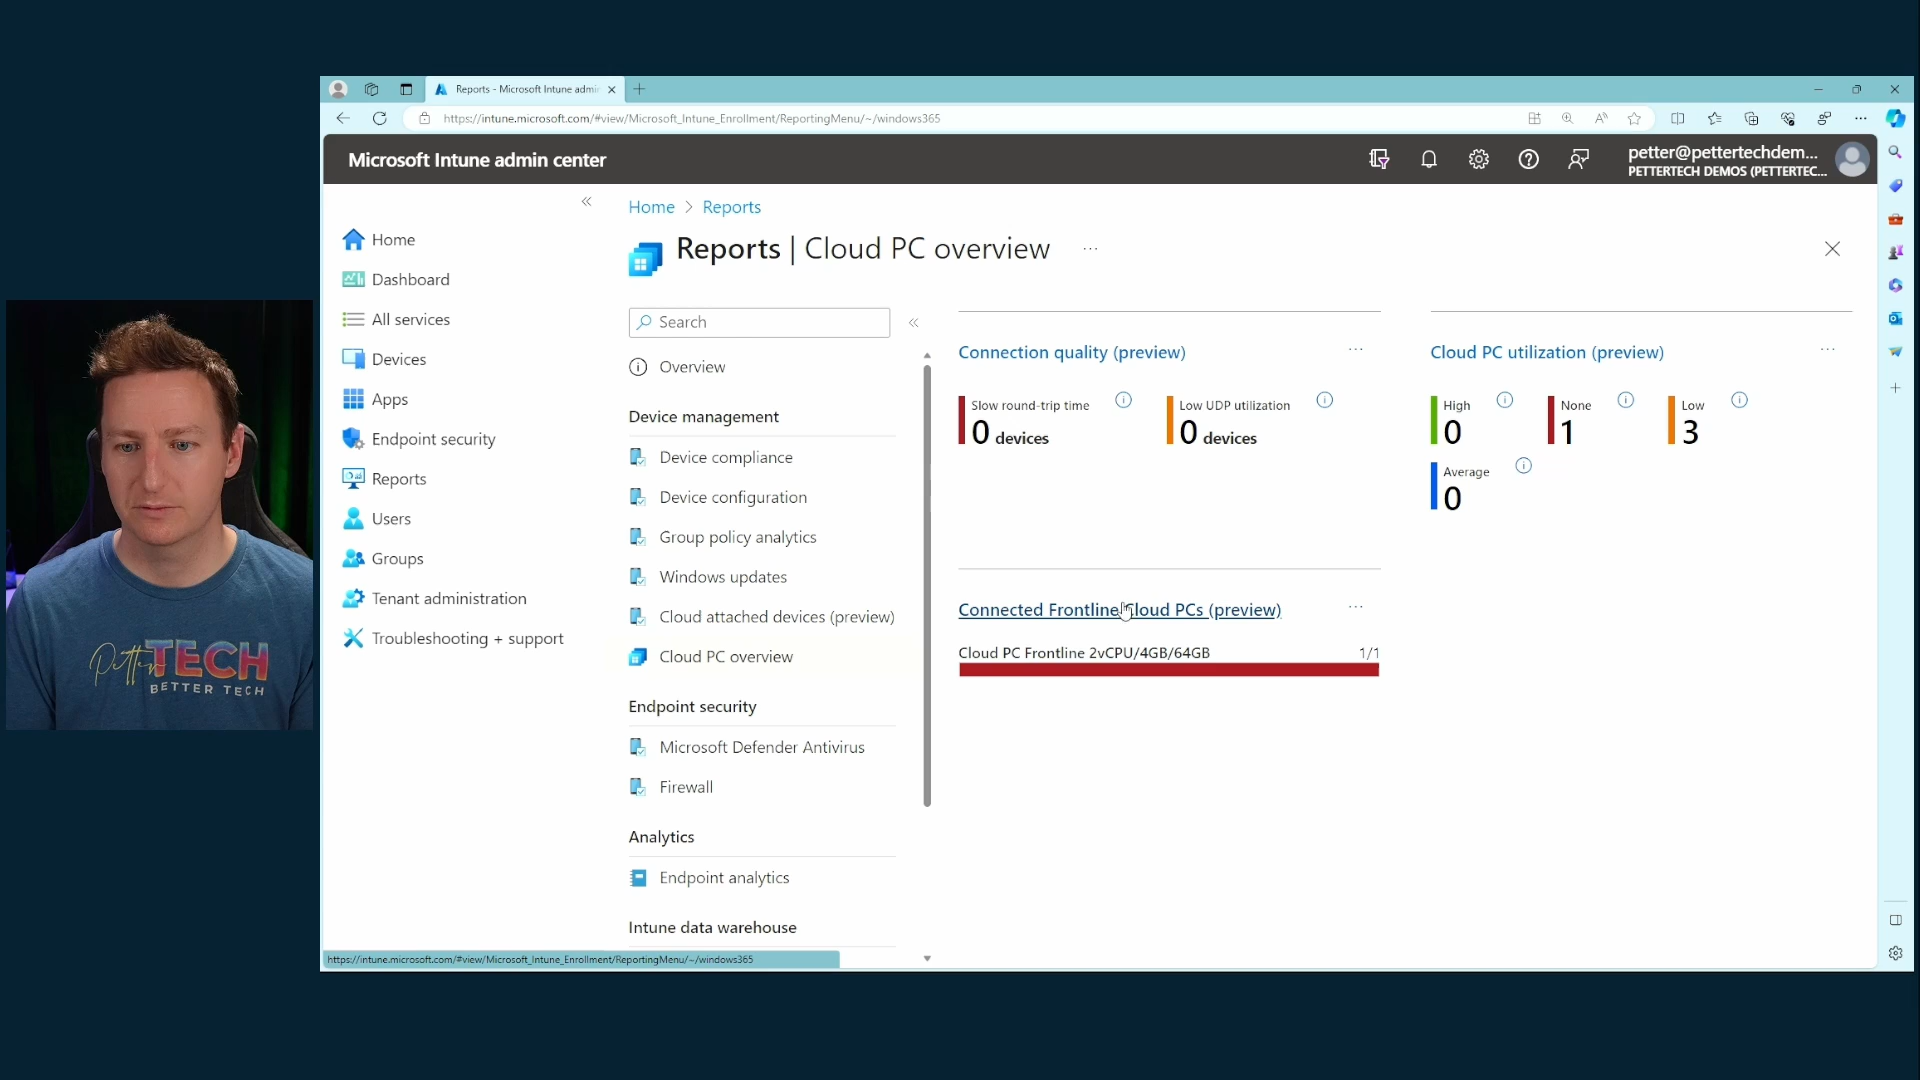 Reports - Microsoft Intune admin
https://intune.microsoft.com/#view/Microsoft_Intune_Enrollment/ReportingMenu/~/windows365
Microsoft Intune admin center
petter@pettertechdem...
PETTERTECH DEMOS (PETTERTEC...
Home > Reports
Reports | Cloud PC overview
Home
Dashboard
All services
Devices
Apps
Endpoint security
Reports
Users
Groups
Tenant administration
Troubleshooting + support
Search
Overview
Device management
Device compliance
Device configuration
Group policy analytics
Windows updates
Cloud attached devices (preview)
Cloud PC overview
Endpoint security
Microsoft Defender Antivirus
Firewall
Analytics
Endpoint analytics
Intune data warehouse
Connection quality (preview)
Slow round-trip time
0 devices
Low UDP utilization
0 devices
Cloud PC utilization (preview)
High
0
None
1
Low
3
Average
0
Connected Frontline Cloud PCs (preview)
Cloud PC Frontline 2vCPU/4GB/64GB 1/1
https://intune.microsoft.com/#view/Microsoft_Intune_Enrollment/ReportingMenu/~/windows365
Petter TECH
BETTER TECH